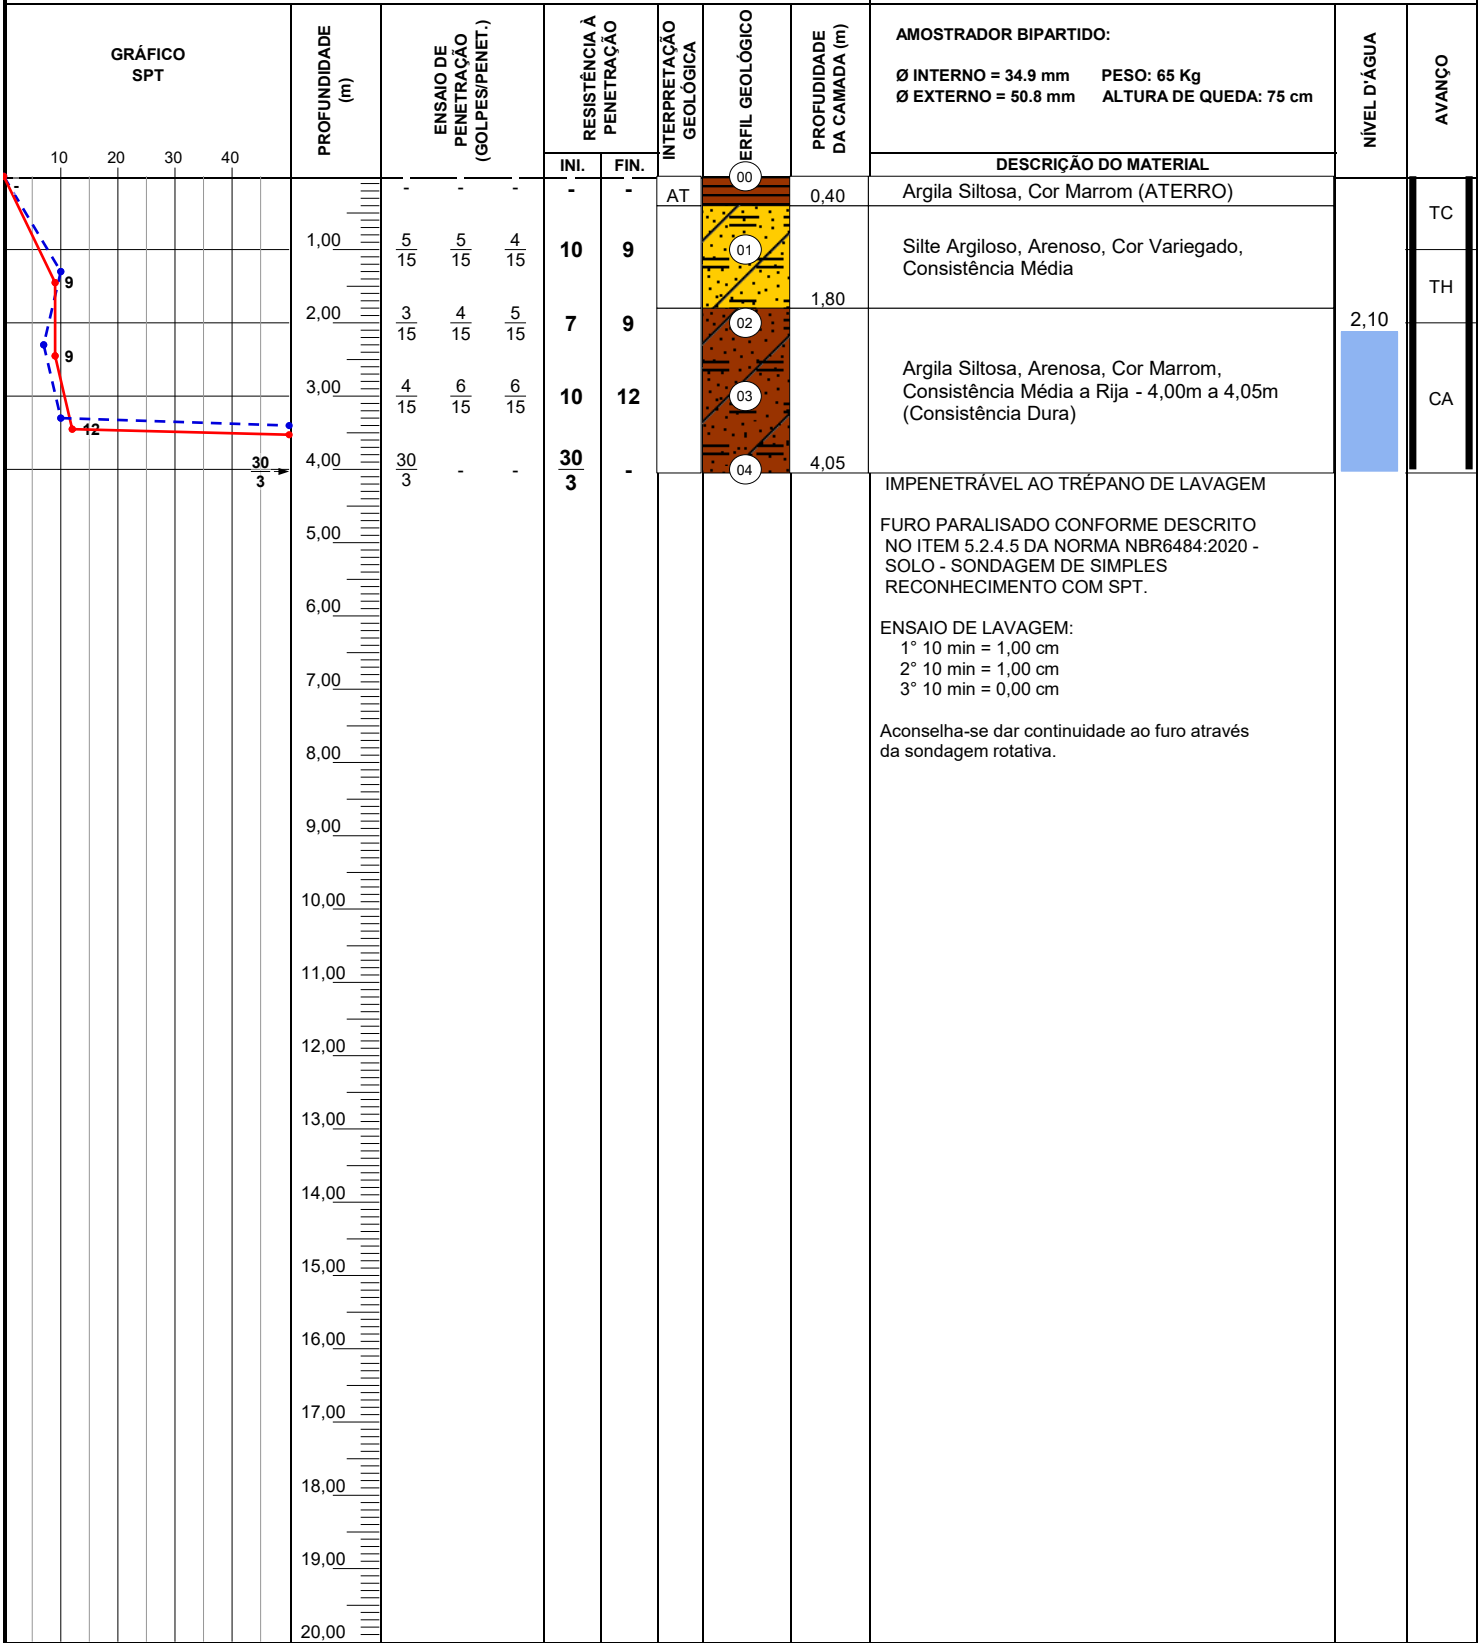 GRÁFICO
SPT
10 20 30 40
PROFUNDIDADE
(m)
ENSAIO DE
PENETRAÇÃO
(GOLPES/PENET.)
RESISTÊNCIA À
PENETRAÇÃO
INI. FIN.
INTERPRETAÇÃO
GEOLÓGICA
ERFIL GEOLÓGICO
PROFUDIDADE
DA CAMADA (m)
AMOSTRADOR BIPARTIDO:
Ø INTERNO = 34.9 mm PESO: 65 Kg
Ø EXTERNO = 50.8 mm ALTURA DE QUEDA: 75 cm
DESCRIÇÃO DO MATERIAL
NÍVEL D'ÁGUA
AVANÇO
- - - - - - AT 00 0,40 Argila Siltosa, Cor Marrom (ATERRO)
TC
9 1,00 5/15 5/15 4/15 10 9 01 Silte Argiloso, Arenoso, Cor Variegado,
Consistência Média
1,80
TH
9 2,00 3/15 4/15 5/15 7 9 02 2,10
12 3,00 4/15 6/15 6/15 10 12 03 Argila Siltosa, Arenosa, Cor Marrom,
Consistência Média a Rija - 4,00m a 4,05m
(Consistência Dura)
CA
30/3 4,00 30/3 - - 30/3 - 04 4,05
IMPENETRÁVEL AO TRÉPANO DE LAVAGEM
FURO PARALISADO CONFORME DESCRITO
NO ITEM 5.2.4.5 DA NORMA NBR6484:2020 -
SOLO - SONDAGEM DE SIMPLES
RECONHECIMENTO COM SPT.
ENSAIO DE LAVAGEM:
1° 10 min = 1,00 cm
2° 10 min = 1,00 cm
3° 10 min = 0,00 cm
Aconselha-se dar continuidade ao furo através
da sondagem rotativa.
5,00
6,00
7,00
8,00
9,00
10,00
11,00
12,00
13,00
14,00
15,00
16,00
17,00
18,00
19,00
20,00